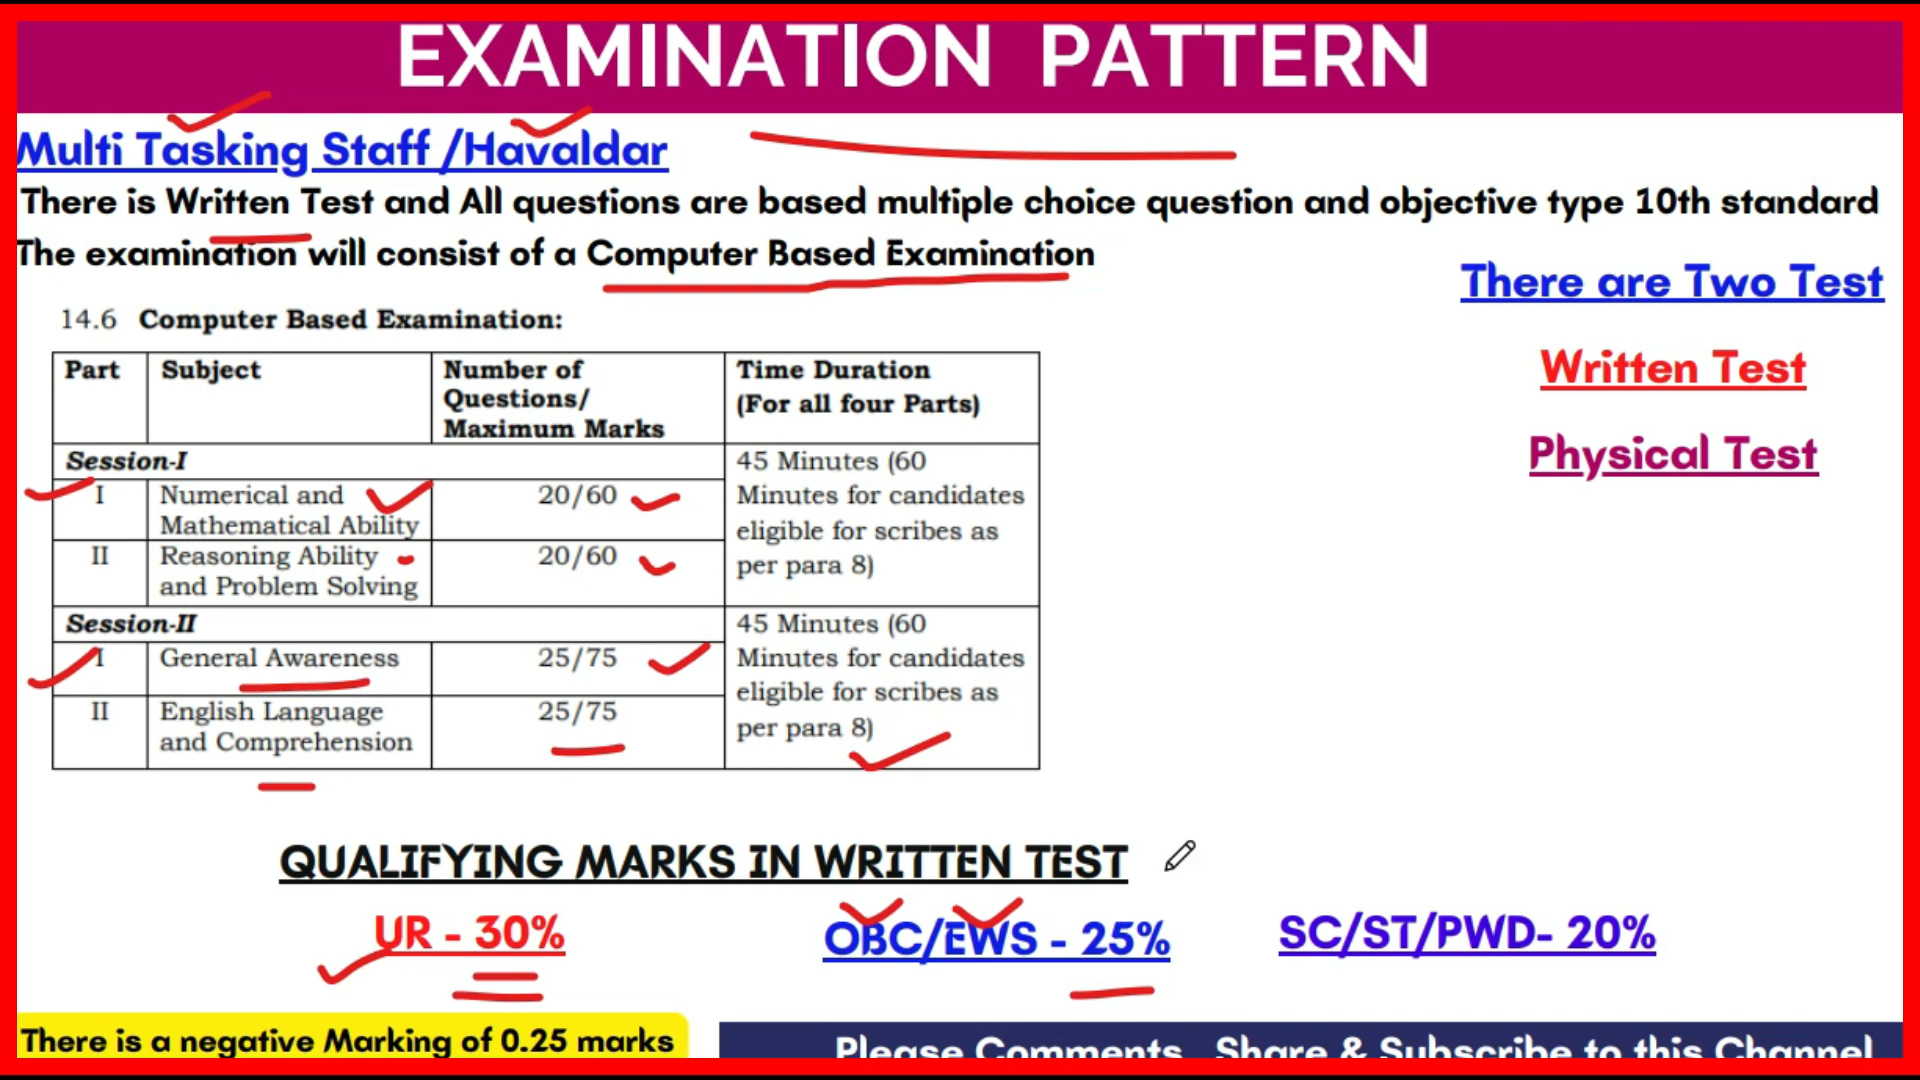 EXAMINATION PATTERN
Multi Tasking Staff /Havaldar
There is Written Test and All questions are based multiple choice question and objective type 10th standard
The examination will consist of a Computer Based Examination
There are Two Test
Written Test
Physical Test
14.6 Computer Based Examination:
Part Subject Number of Questions/ Maximum Marks Time Duration (For all four Parts)
Session-I
I Numerical and Mathematical Ability 20/60
II Reasoning Ability and Problem Solving 20/60
45 Minutes (60
Minutes for candidates
eligible for scribes as
per para 8)
Session-II
I General Awareness 25/75
II English Language and Comprehension 25/75
45 Minutes (60
Minutes for candidates
eligible for scribes as
per para 8)
QUALIFYING MARKS IN WRITTEN TEST
UR - 30% OBC/EWS - 25% SC/ST/PWD- 20%
There is a negative Marking of 0.25 marks
Please Comments Share & Subscribe to this Channel